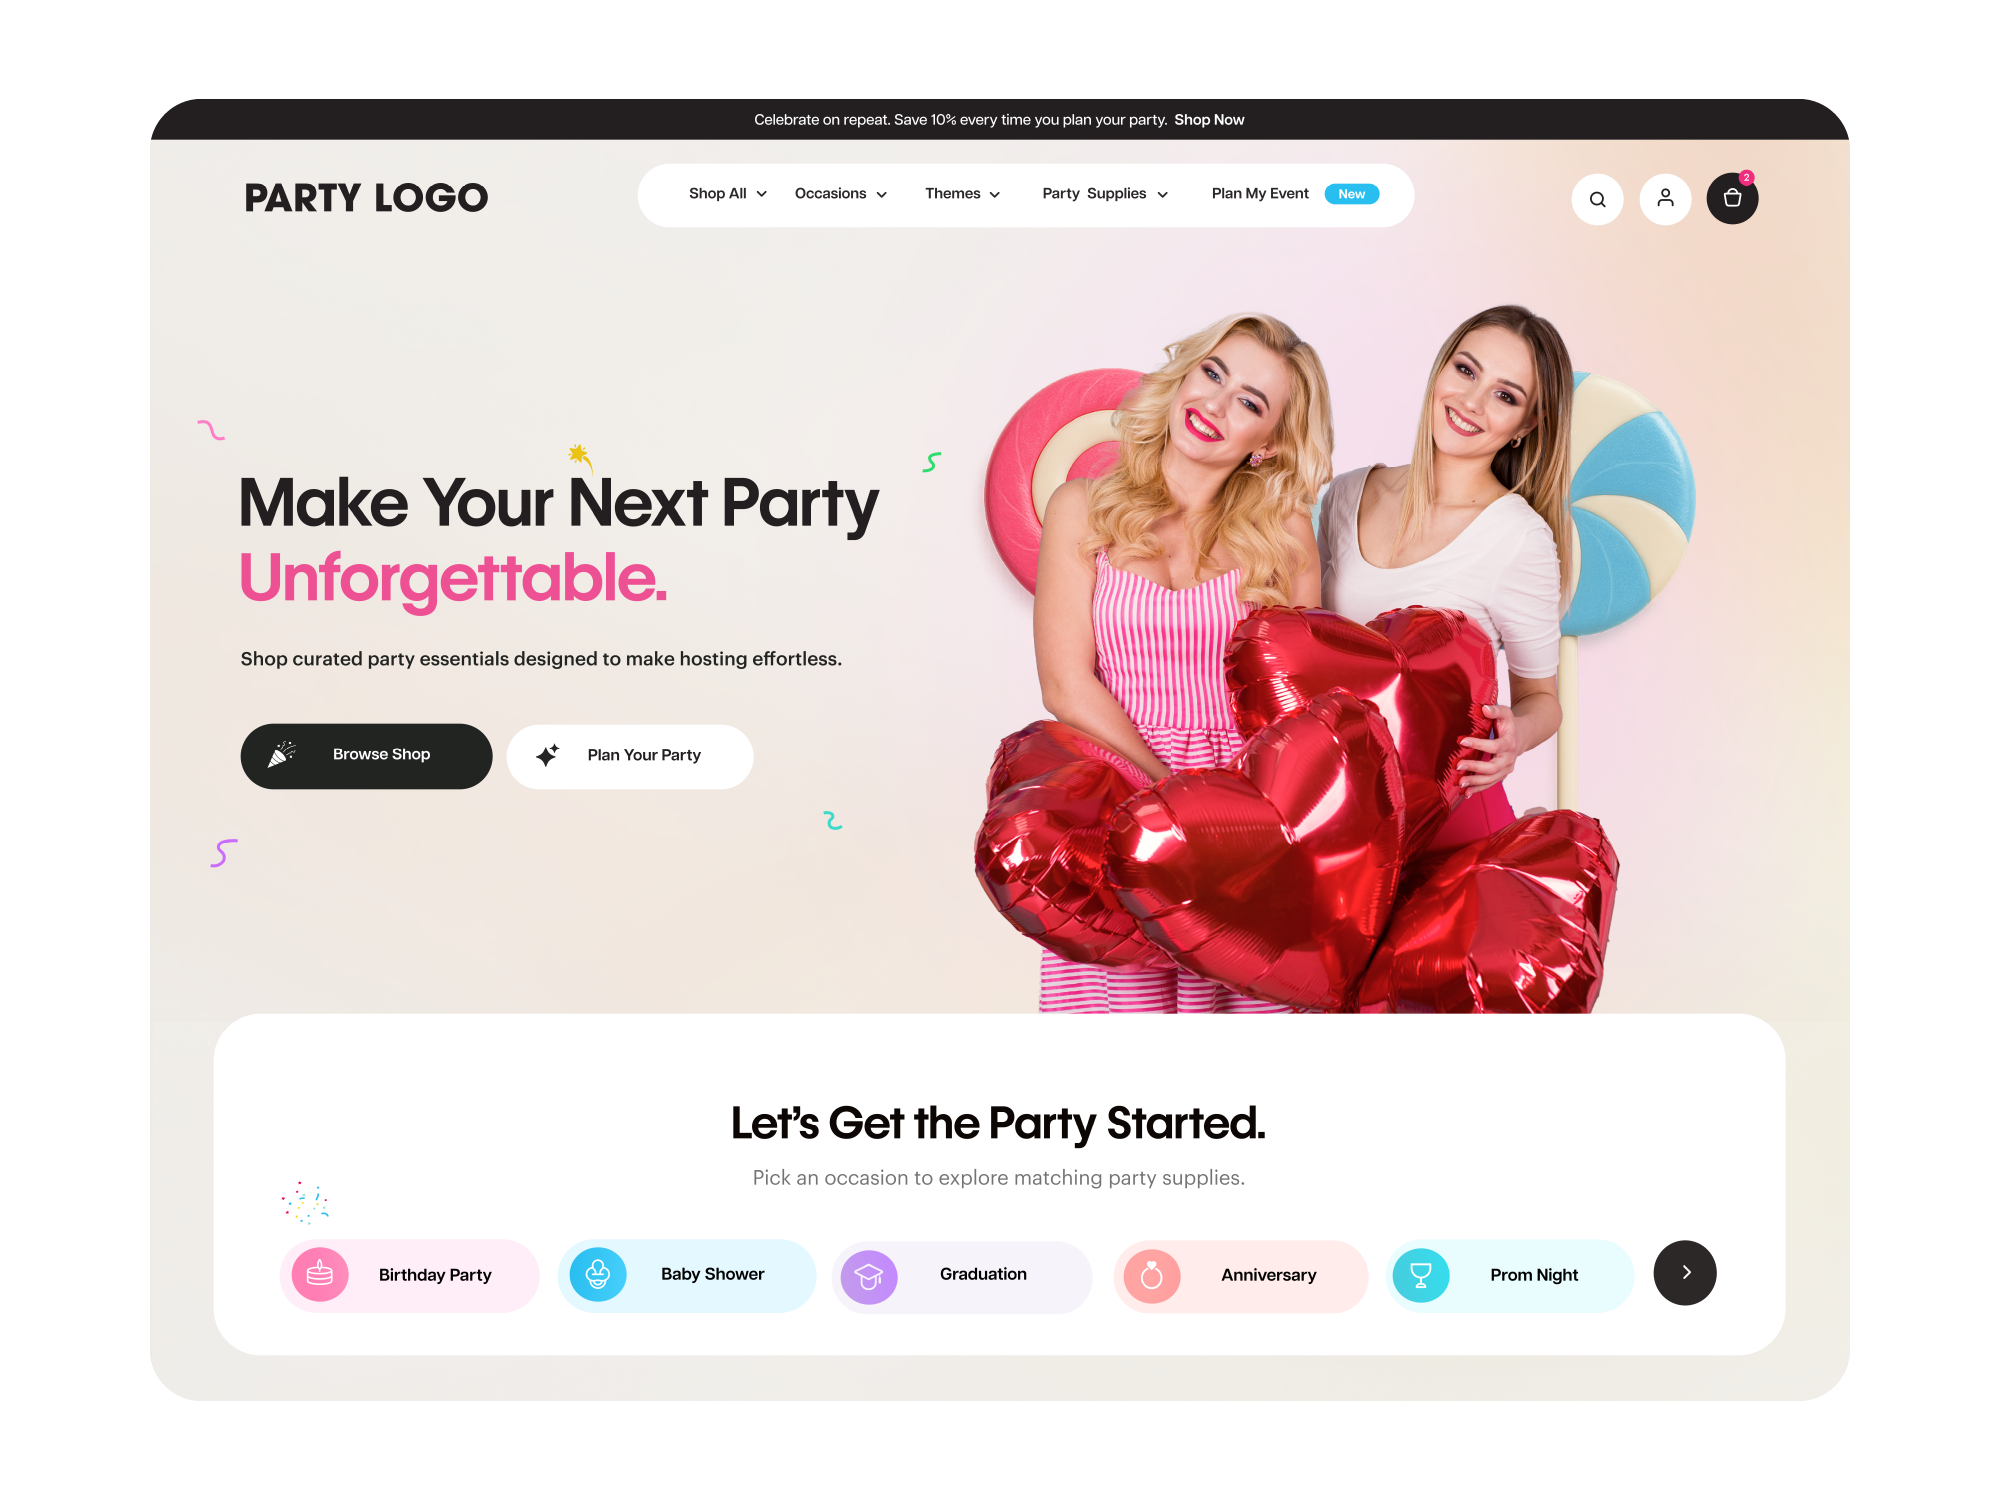 Celebrate on repeat. Save 10% every time you plan your party. Shop Now
PARTY LOGO
Shop All
Occasions
Themes
Party Supplies
Plan My Event
New
2
Make Your Next Party
Unforgettable.
Shop curated party essentials designed to make hosting effortless.
Browse Shop
Plan Your Party
Let's Get the Party Started.
Pick an occasion to explore matching party supplies.
Birthday Party
Baby Shower
Graduation
Anniversary
Prom Night